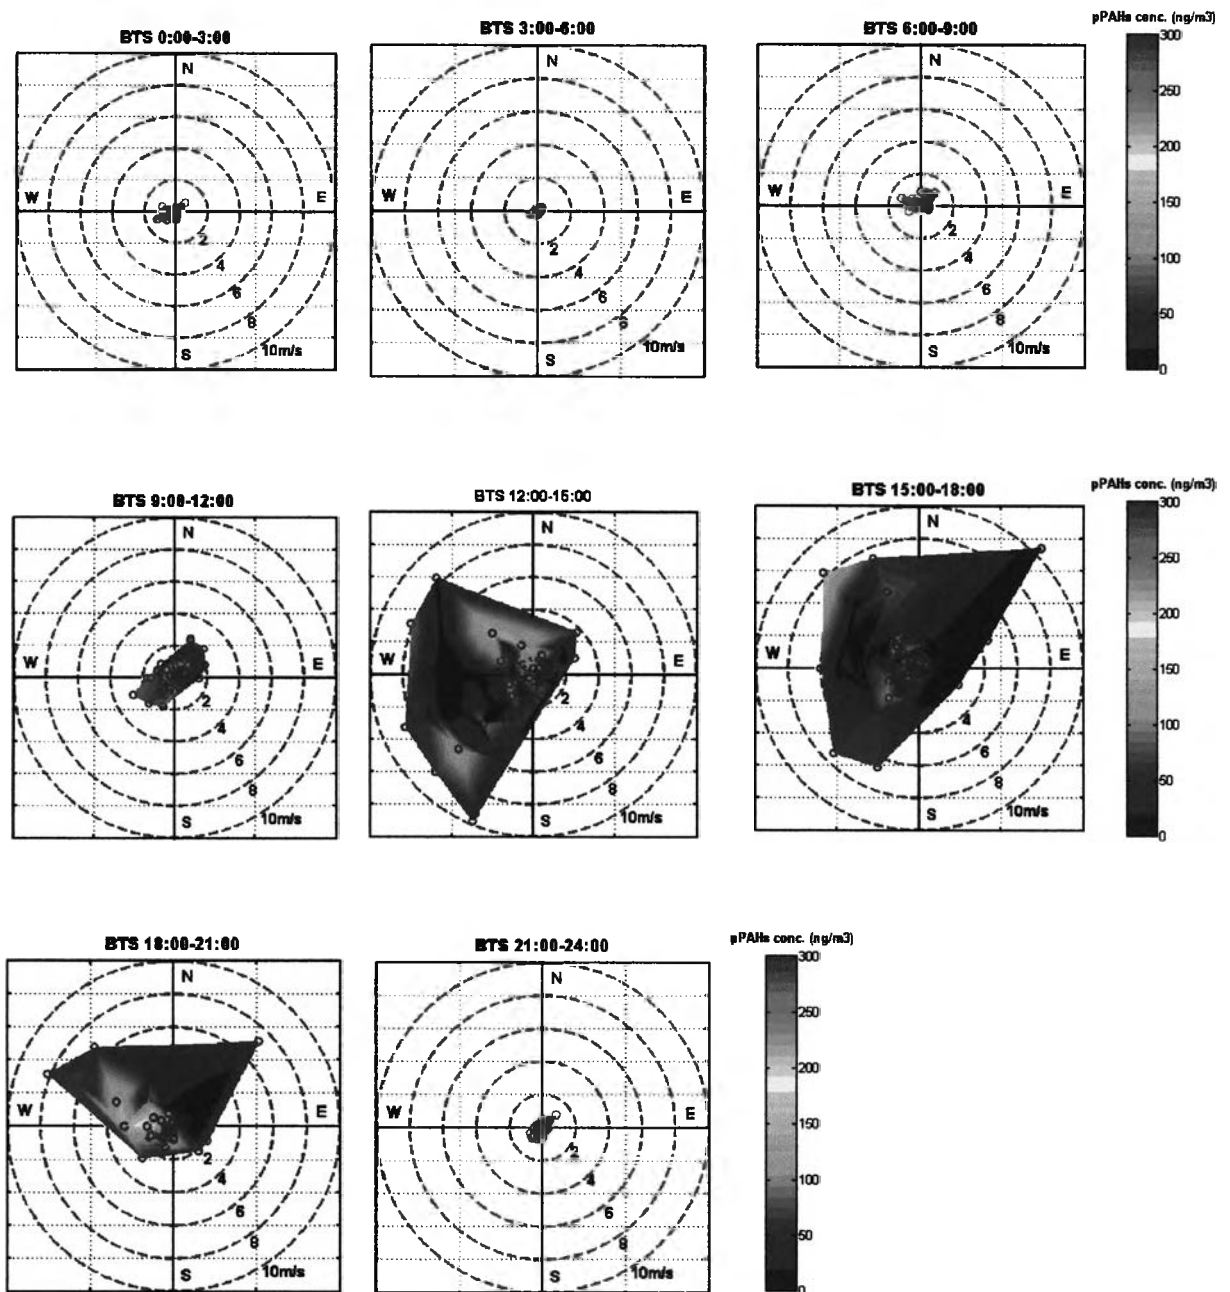 pPAHs conc. (ng/m3)
BTS 0:00-3:00
BTS 3:00-6:00
BTS 6:00-9:00
300
250
200
150
100
50
0
N
W
E
S
2
4
6
8
10m/s
N
W
E
S
2
4
6
8
10m/s
N
W
E
S
2
4
6
8
10m/s
pPAHs conc. (ng/m3)
BTS 9:00-12:00
BTS 12:00-15:00
BTS 15:00-18:00
300
250
200
150
100
50
0
N
W
E
S
2
4
6
8
10m/s
N
W
E
S
2
4
6
8
10m/s
N
W
E
S
2
4
6
8
10m/s
pPAHs conc. (ng/m3)
BTS 18:00-21:00
BTS 21:00-24:00
300
250
200
150
100
50
0
N
W
E
S
2
4
6
8
10m/s
N
W
E
S
2
4
6
8
10m/s